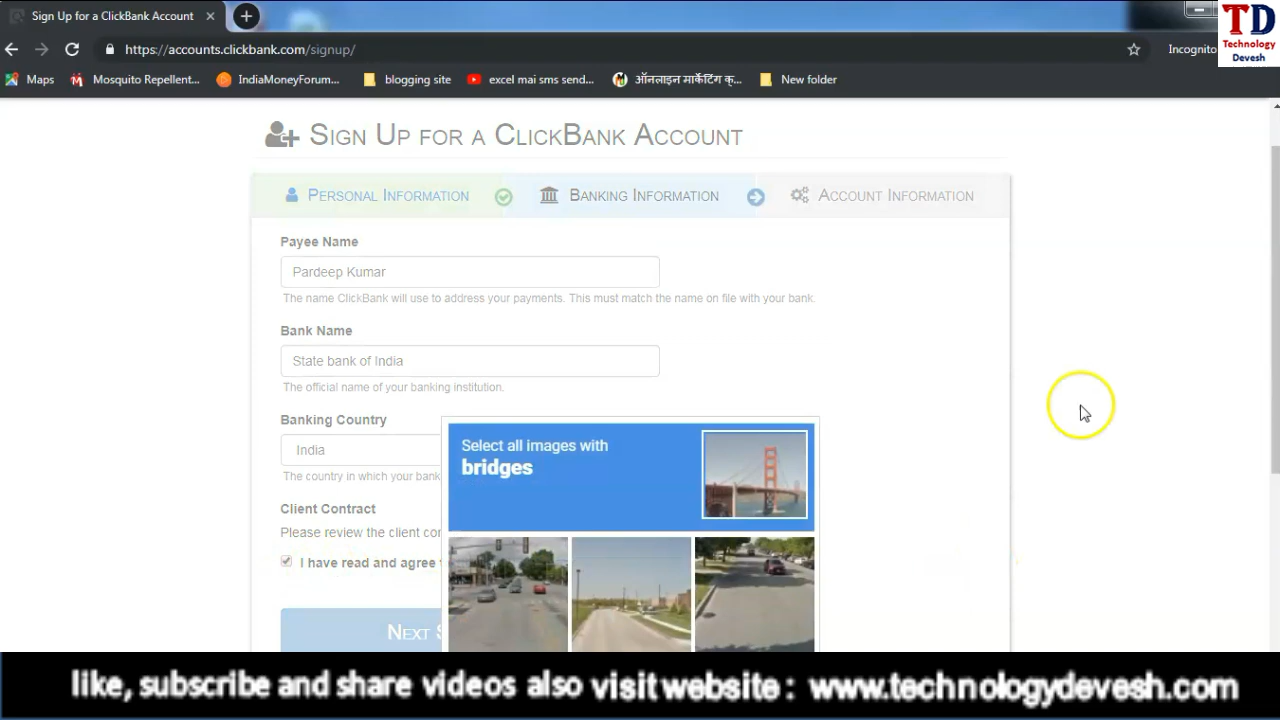 Sign Up for a ClickBank Account
TD
Technology
Devesh
https://accounts.clickbank.com/signup/
Incognito
Maps
Mosquito Repellent...
IndiaMoneyForum...
blogging site
excel mai sms send...
ऑनलाइन मार्केटिंग क्...
New folder
Sign Up for a ClickBank Account
Personal Information
Banking Information
Account Information
Payee Name
Pardeep Kumar
The name ClickBank will use to address your payments. This must match the name on file with your bank.
Bank Name
State bank of India
The official name of your banking institution.
Banking Country
India
The country in which your bank
Client Contract
Please review the client con
I have read and agree
Next S
Select all images with
bridges
like, subscribe and share videos also visit website : www.technologydevesh.com